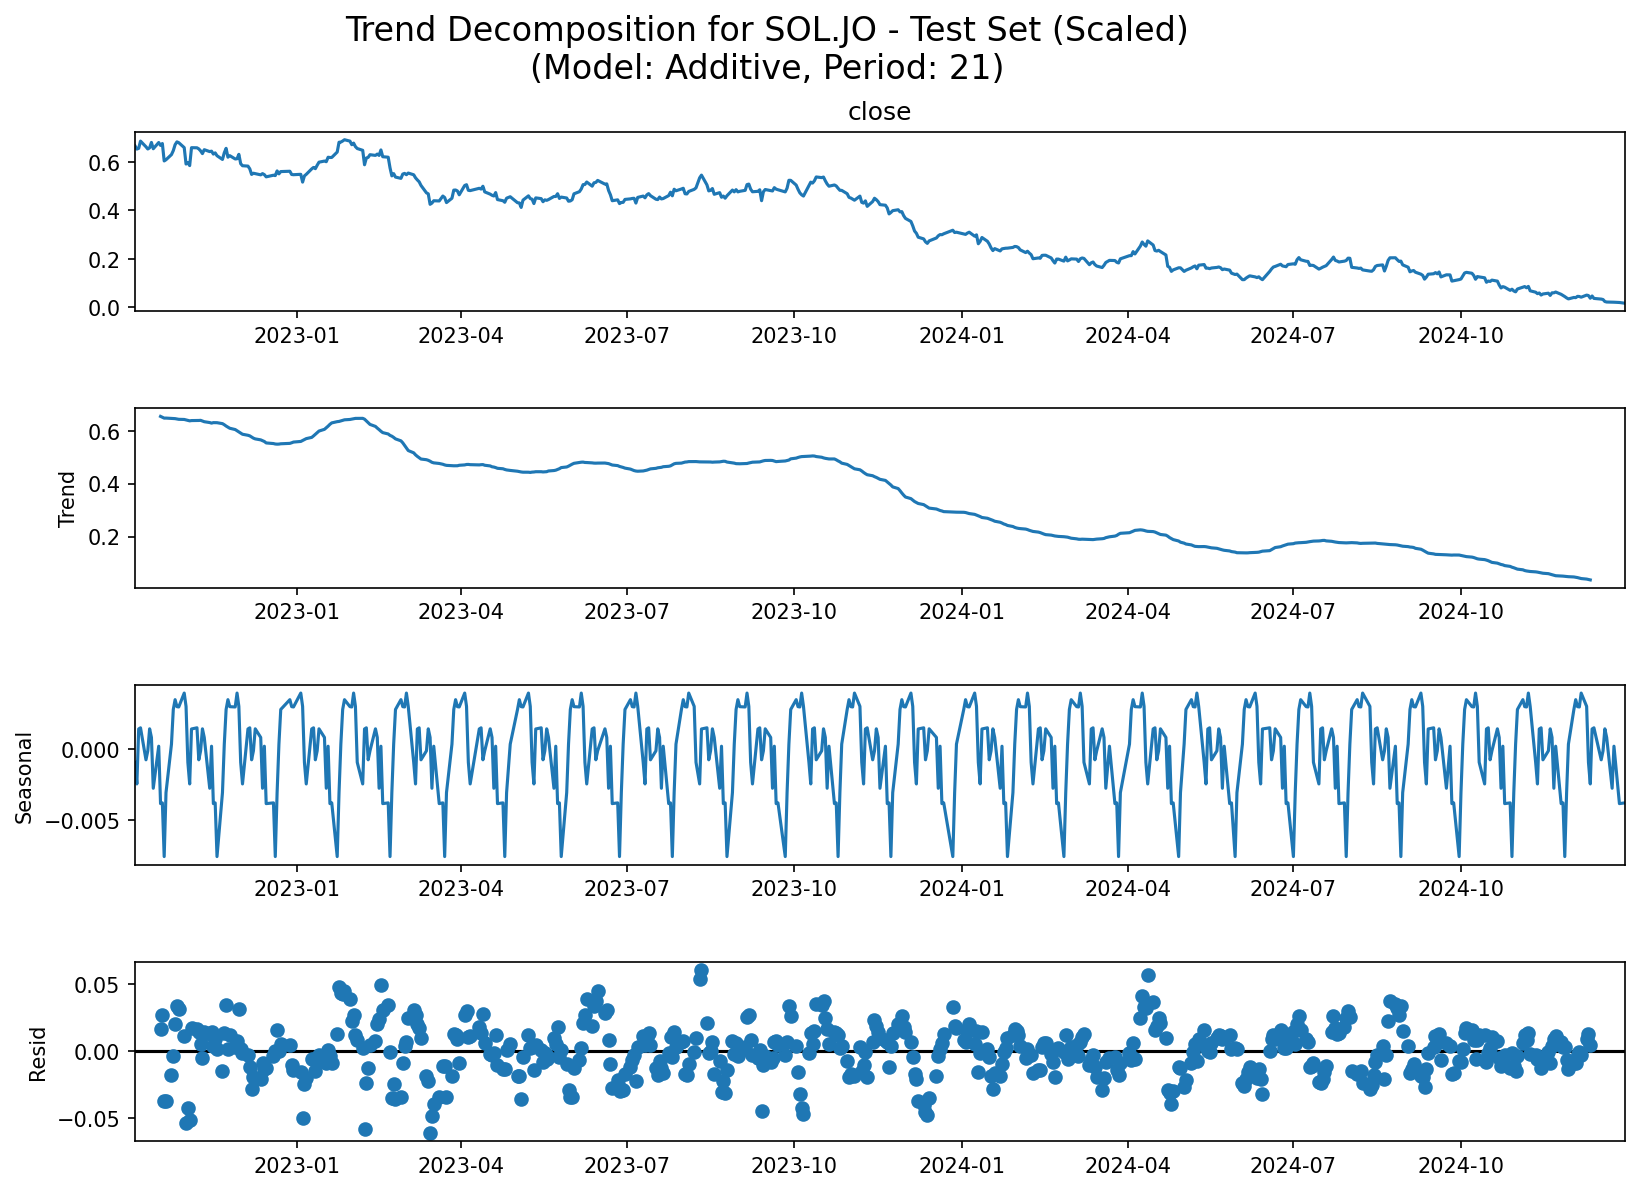 Trend Decomposition for SOL.JO - Test Set (Scaled)
(Model: Additive, Period: 21)
close
0.6
0.4
0.2
0.0
2023-01 2023-04 2023-07 2023-10 2024-01 2024-04 2024-07 2024-10
Trend
0.6
0.4
0.2
2023-01 2023-04 2023-07 2023-10 2024-01 2024-04 2024-07 2024-10
Seasonal
0.000
−0.005
2023-01 2023-04 2023-07 2023-10 2024-01 2024-04 2024-07 2024-10
Resid
0.05
0.00
−0.05
2023-01 2023-04 2023-07 2023-10 2024-01 2024-04 2024-07 2024-10